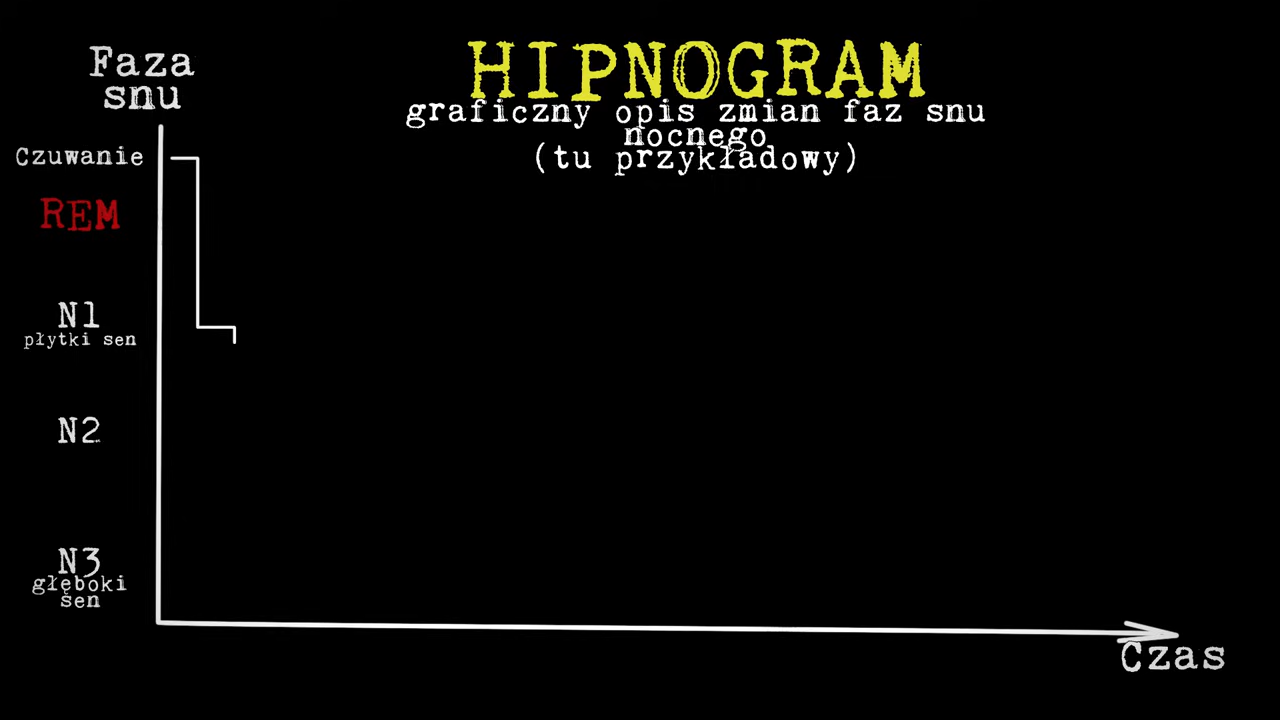 Faza
snu
HIPNOGRAM
graficzny opis zmian faz snu
nocnego
(tu przykładowy)
Czuwanie
REM
N1
płytki sen
N2
N3
głęboki
sen
Czas